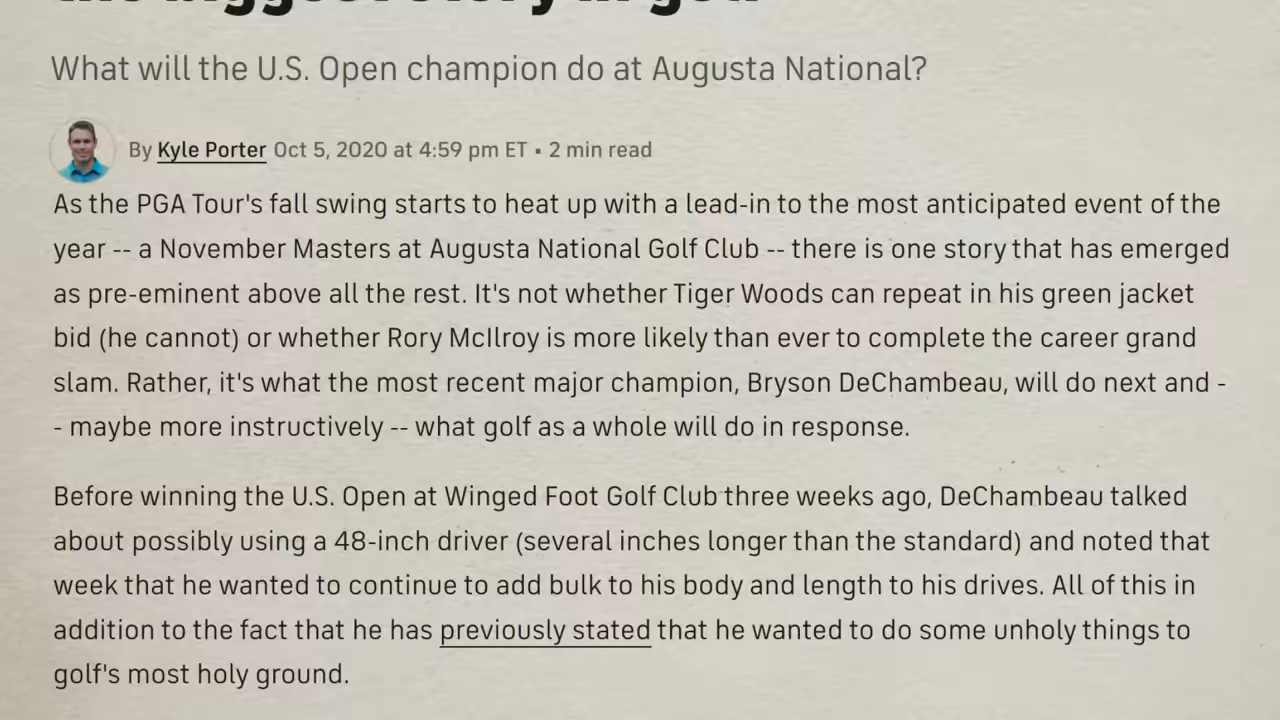 the biggest story in golf
What will the U.S. Open champion do at Augusta National?
By Kyle Porter Oct 5, 2020 at 4:59 pm ET • 2 min read
As the PGA Tour's fall swing starts to heat up with a lead-in to the most anticipated event of the
year -- a November Masters at Augusta National Golf Club -- there is one story that has emerged
as pre-eminent above all the rest. It's not whether Tiger Woods can repeat in his green jacket
bid (he cannot) or whether Rory McIlroy is more likely than ever to complete the career grand
slam. Rather, it's what the most recent major champion, Bryson DeChambeau, will do next and -
- maybe more instructively -- what golf as a whole will do in response.
Before winning the U.S. Open at Winged Foot Golf Club three weeks ago, DeChambeau talked
about possibly using a 48-inch driver (several inches longer than the standard) and noted that
week that he wanted to continue to add bulk to his body and length to his drives. All of this in
addition to the fact that he has previously stated that he wanted to do some unholy things to
golf's most holy ground.